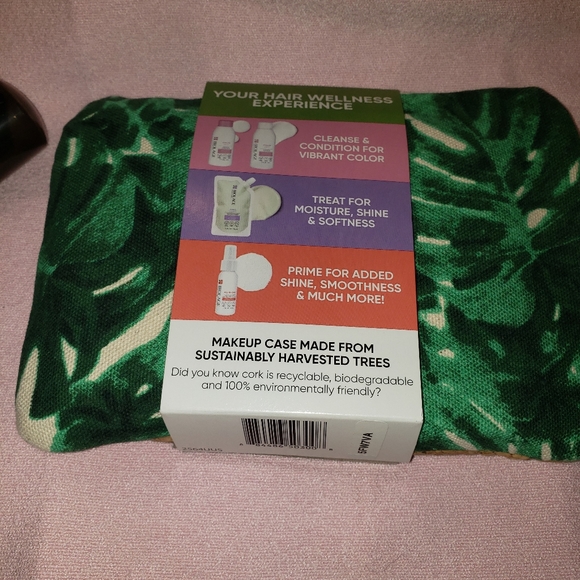 YOUR HAIR WELLNESS
EXPERIENCE
CLEANSE &
CONDITION FOR
VIBRANT COLOR
TREAT FOR
MOISTURE, SHINE
& SOFTNESS
PRIME FOR ADDED
SHINE, SMOOTHNESS
& MUCH MORE!
MAKEUP CASE MADE FROM
SUSTAINABLY HARVESTED TREES
Did you know cork is recyclable, biodegradable
and 100% environmentally friendly?
5PW7VA